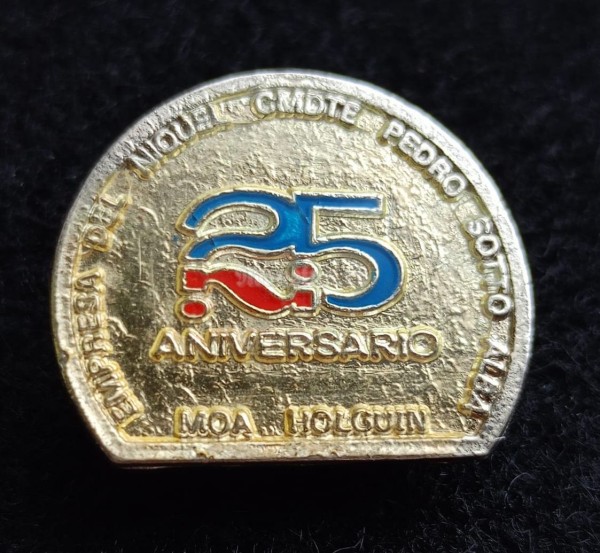 EMPRESA DEL NIQUEL CMDTE PEDRO SOTTO ALBA
25
ANIVERSARIO
MOA HOLGUIN